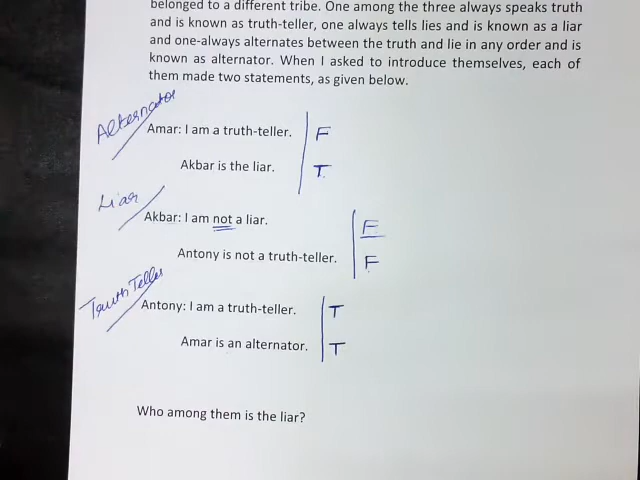 belonged to a different tribe. One among the three always speaks truth
and is known as truth-teller, one always tells lies and is known as a liar
and one-always alternates between the truth and lie in any order and is
known as alternator. When I asked to introduce themselves, each of
them made two statements, as given below.
Alternator
Amar: I am a truth-teller. F
Akbar is the liar. T
Liar
Akbar: I am not a liar. F
Antony is not a truth-teller. F
Truth Teller
Antony: I am a truth-teller. T
Amar is an alternator. T
Who among them is the liar?